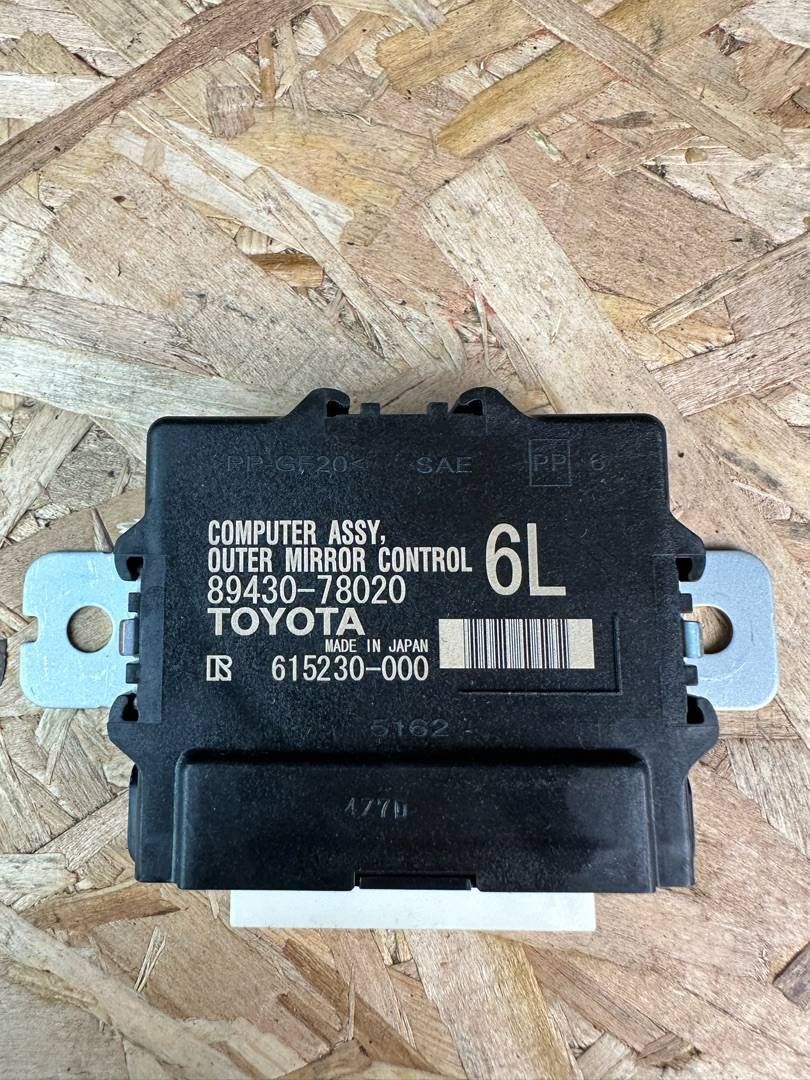 PP-GF20< SAE PP 6
COMPUTER ASSY,
OUTER MIRROR CONTROL
6L
89430-78020
TOYOTA
MADE IN JAPAN
615230-000
5162
477D